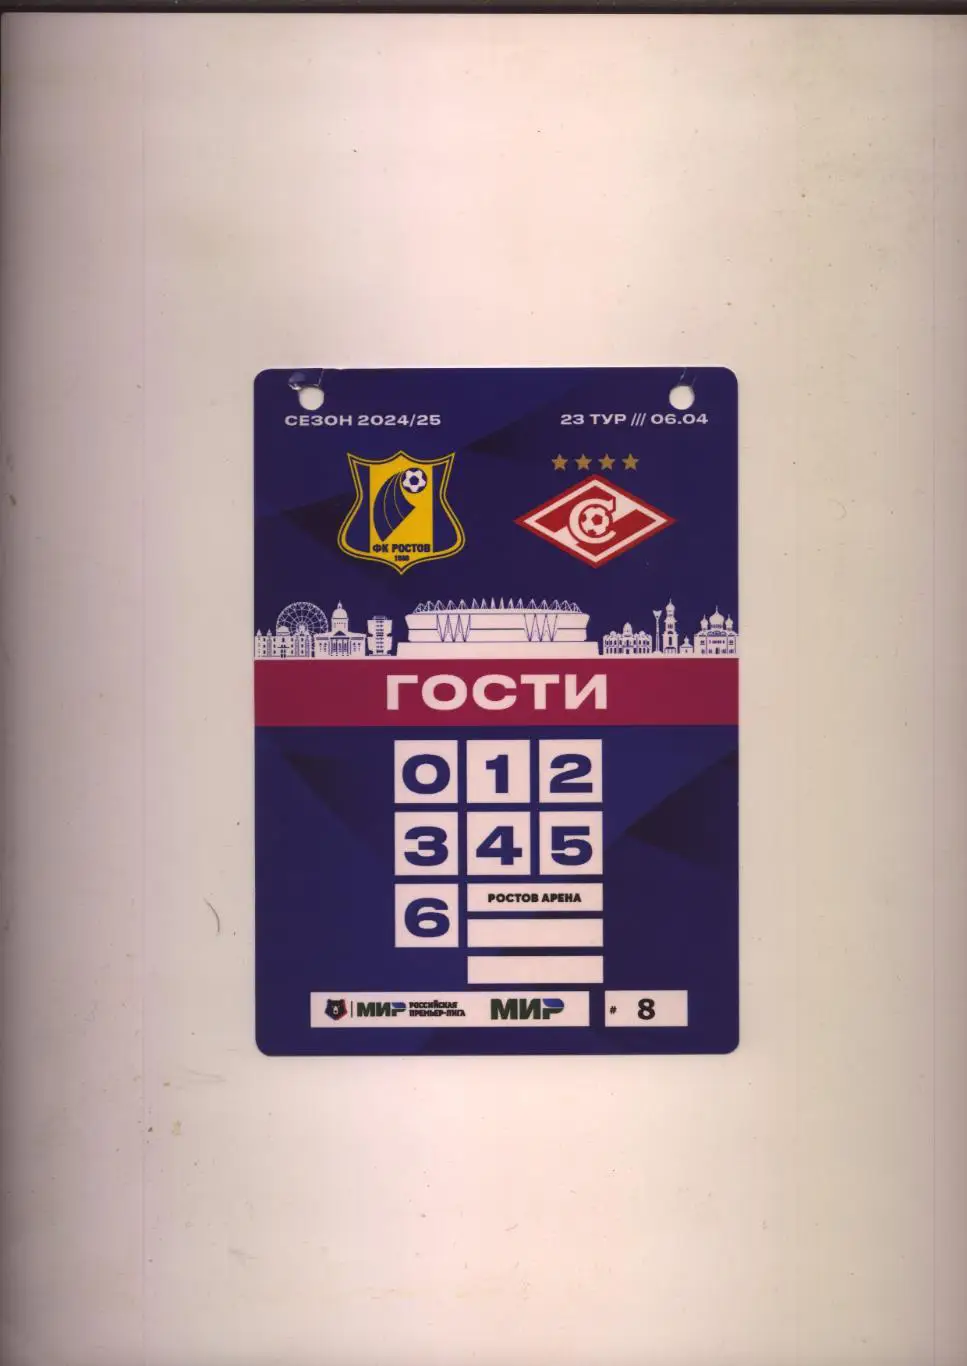 СЕЗОН 2024/25
23 ТУР /// 06.04
ФК РОСТОВ
1930
С
ГОСТИ
0 1 2
3 4 5
6
РОСТОВ АРЕНА
МИР РОССИЙСКАЯ ПРЕМЬЕР-ЛИГА
МИР
# 8